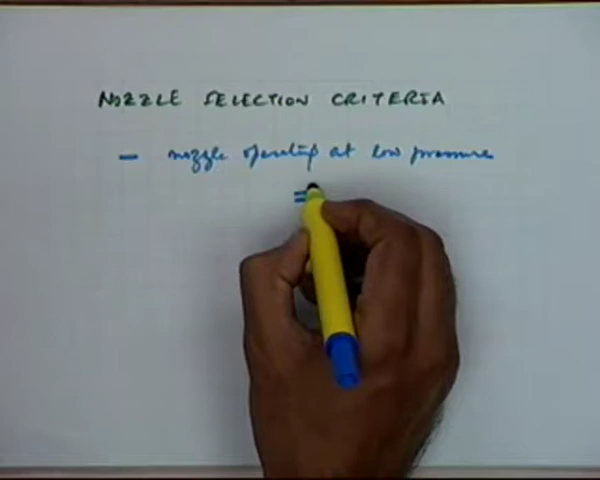 NOZZLE SELECTION CRITERIA
- nozzle operating at low pressure
=